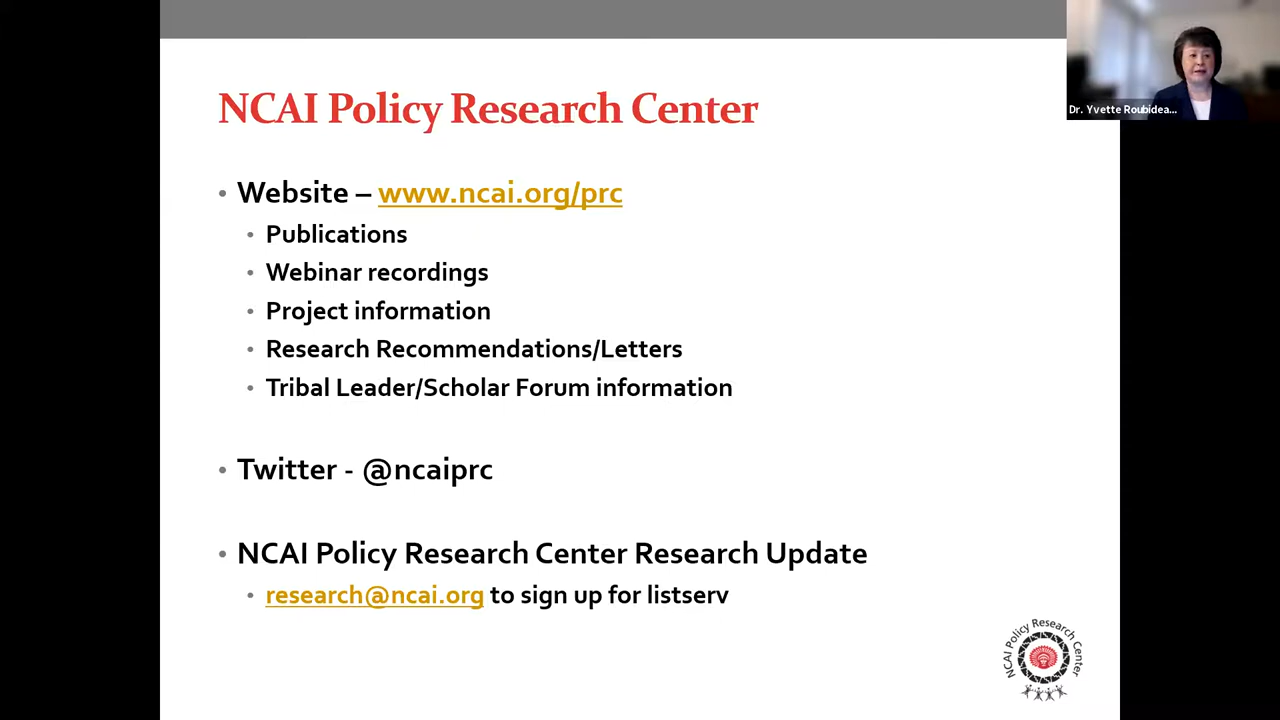 NCAI Policy Research Center
Dr. Yvette Roubidea...
• Website – www.ncai.org/prc
• Publications
• Webinar recordings
• Project information
• Research Recommendations/Letters
• Tribal Leader/Scholar Forum information
• Twitter - @ncaiprc
• NCAI Policy Research Center Research Update
• research@ncai.org to sign up for listserv
NCAI Policy Research Center